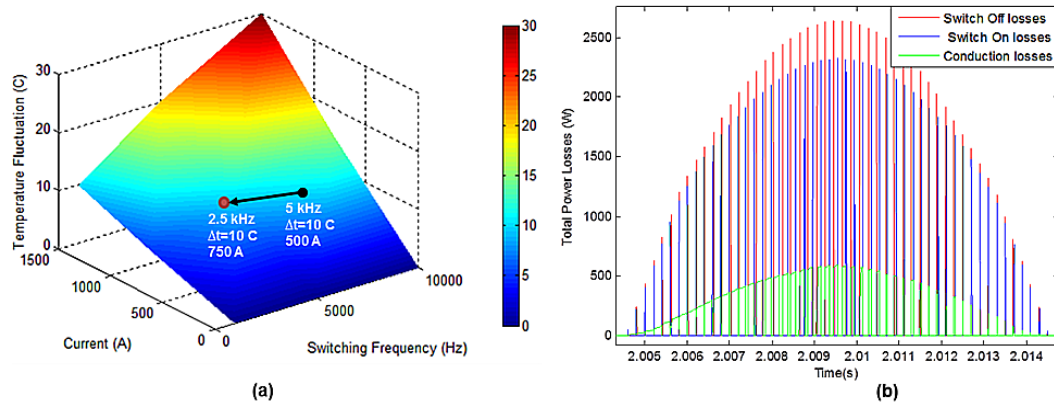 30
20
10
0
Temperature Fluctuation (C)
1500
1000
500
0
Current (A)
0
5000
10000
Switching Frequency (Hz)
2.5 kHz
Δt=10 C
750 A
5 kHz
Δt=10 C
500 A
30
25
20
15
10
5
0
(a)
Switch Off losses
Switch On losses
Conduction losses
2500
2000
1500
1000
500
0
Total Power Losses (W)
2.005 2.006 2.007 2.008 2.009 2.01 2.011 2.012 2.013 2.014
Time(s)
(b)